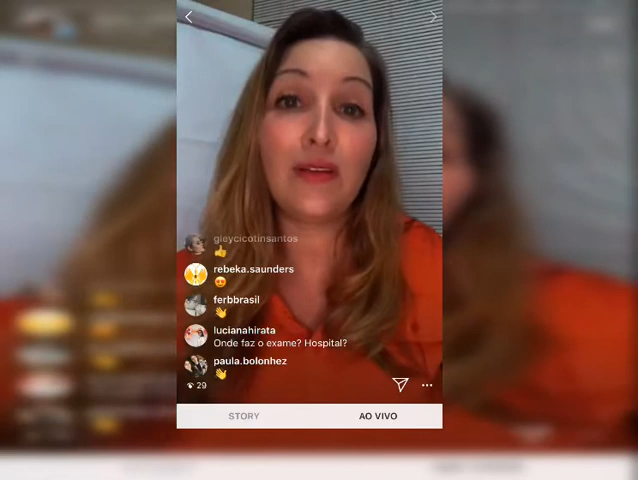 gleycicotinsantos
rebeka.saunders
ferbbrasil
lucianahirata
Onde faz o exame? Hospital?
paula.bolonhez
29
STORY
AO VIVO